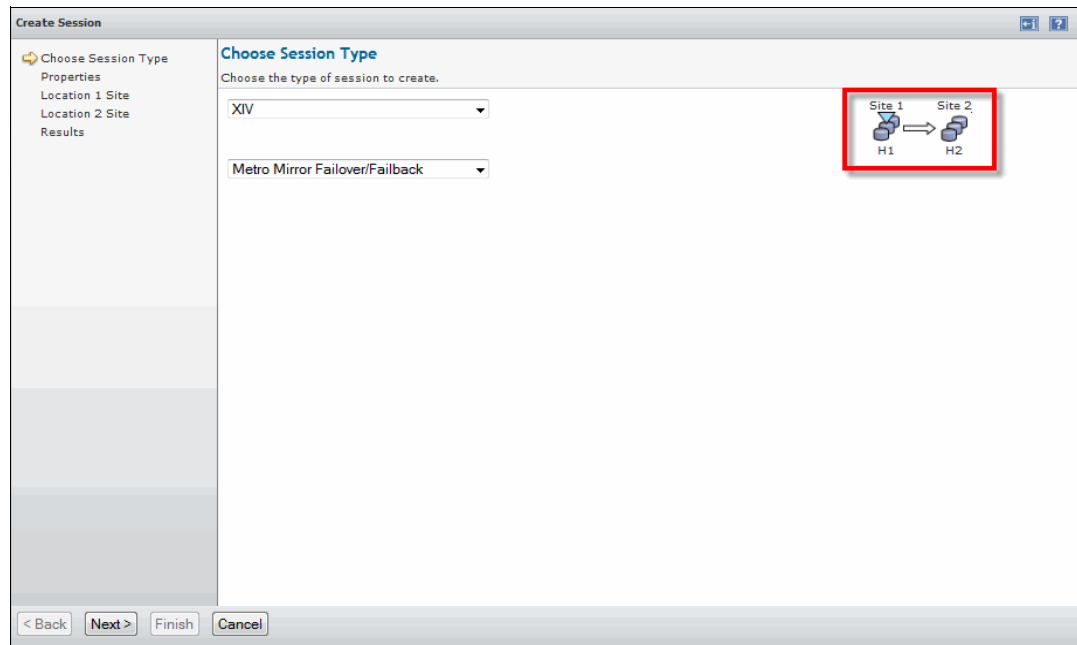 Create Session
Choose Session Type
Properties
Location 1 Site
Location 2 Site
Results
Choose Session Type
Choose the type of session to create.
XIV
Metro Mirror Failover/Failback
Site 1 Site 2
H1 H2
< Back Next > Finish Cancel